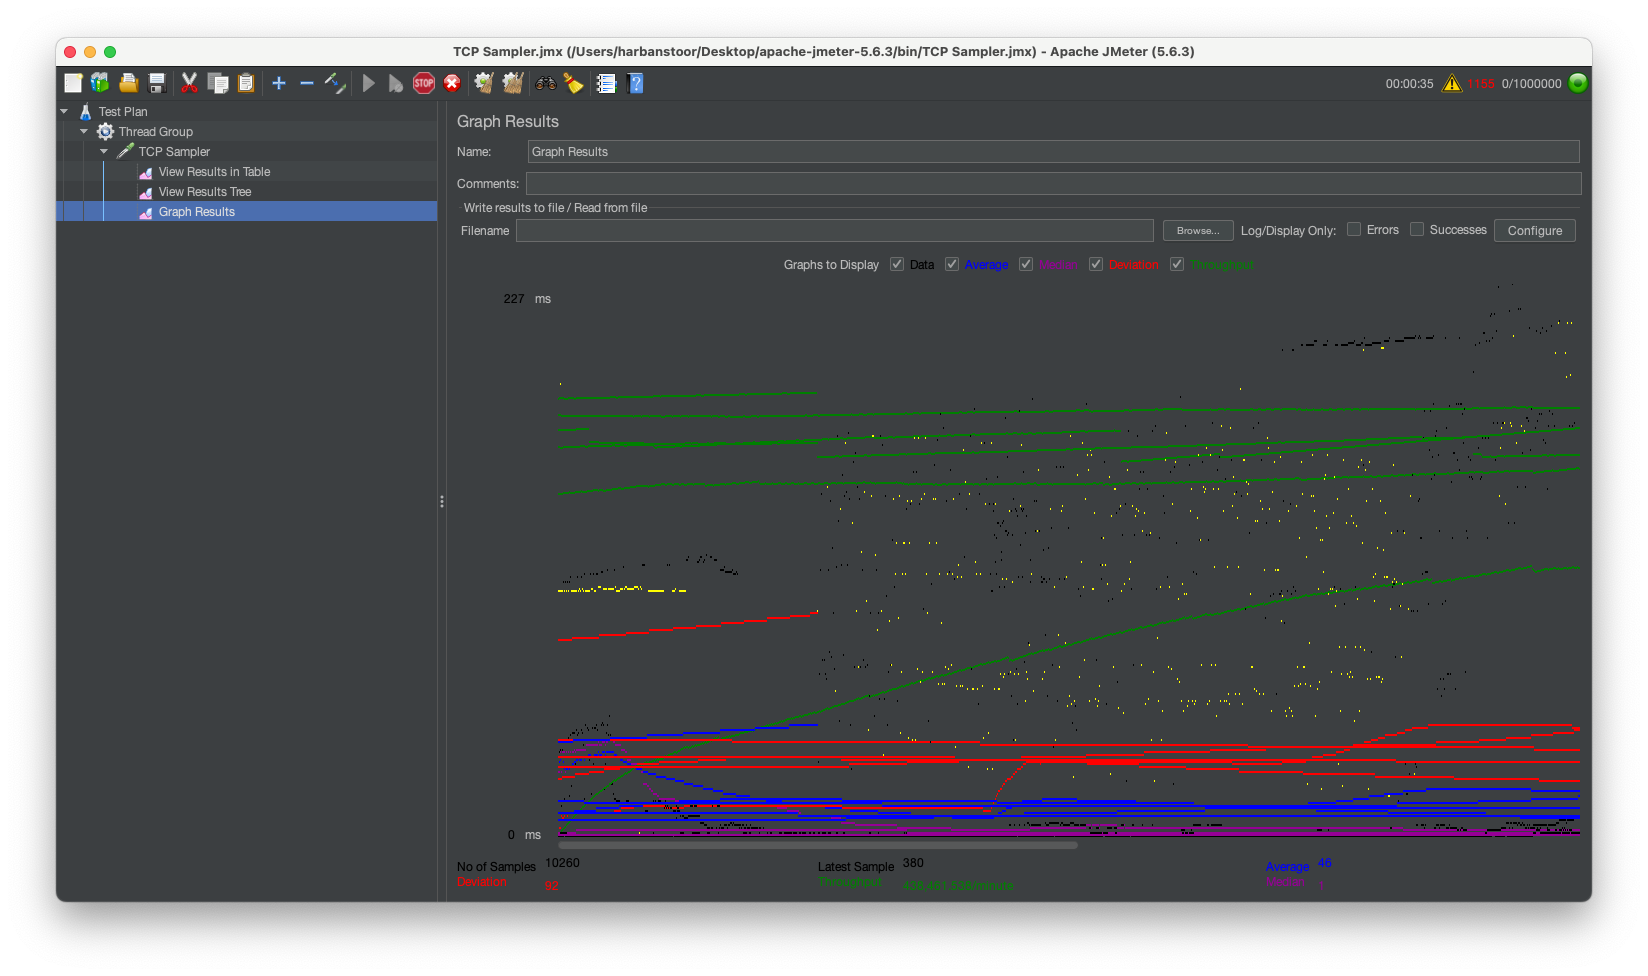 TCP Sampler.jmx (/Users/harbanstoor/Desktop/apache-jmeter-5.6.3/bin/TCP Sampler.jmx) - Apache JMeter (5.6.3)
STOP
?
00:00:35 1155 0/1000000
Test Plan
Thread Group
TCP Sampler
View Results in Table
View Results Tree
Graph Results
Graph Results
Name: Graph Results
Comments:
Write results to file / Read from file
Filename Browse... Log/Display Only: Errors Successes Configure
Graphs to Display Data Average Median Deviation Throughput
227 ms
0 ms
No of Samples 10260 Latest Sample 380 Average 46
Deviation 92 Throughput 438,461.538/minute Median